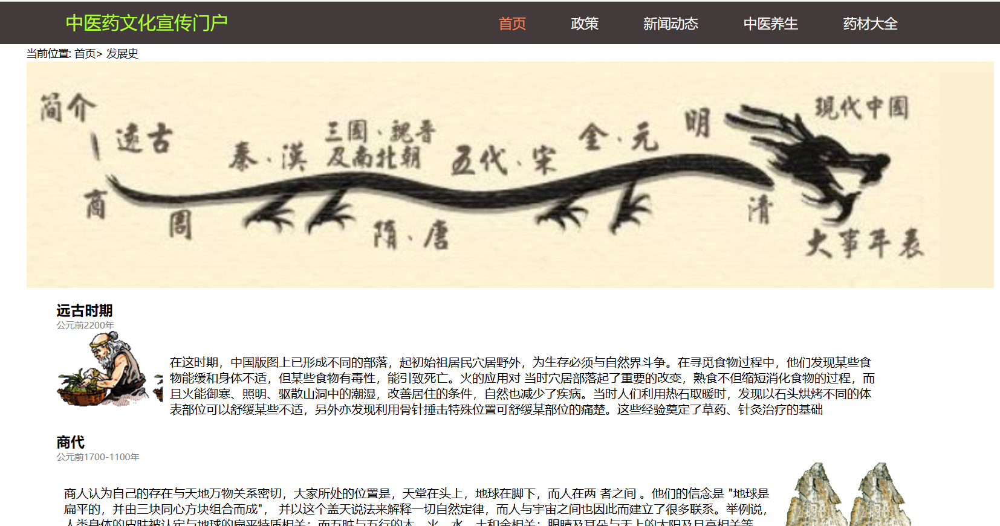 中医药文化宣传门户
首页 政策 新闻动态 中医养生 药材大全
当前位置: 首页> 发展史
简介
遠古
秦、漢
三國、魏晉
及南北朝
五代、宋
金、元
明
現代中國
商
周
隋、唐
清
大事年表
远古时期
公元前2200年
在这时期，中国版图上已形成不同的部落，起初始祖居民穴居野外，为生存必须与自然界斗争。在寻觅食物过程中，他们发现某些食
物能缓和身体不适，但某些食物有毒性，能引致死亡。火的应用对 当时穴居部落起了重要的改变，熟食不但缩短消化食物的过程，而
且火能御寒、照明、驱散山洞中的潮湿，改善居住的条件，自然也减少了疾病。当时人们利用热石取暖时，发现以石头烘烤不同的体
表部位可以舒缓某些不适，另外亦发现利用骨针捶击特殊位置可舒缓某部位的痛楚。这些经验奠定了草药、针灸治疗的基础
商代
公元前1700-1100年
商人认为自己的存在与天地万物关系密切，大家所处的位置是，天堂在头上，地球在脚下，而人在两 者之间 。他们的信念是 "地球是
扁平的，并由三块同心方块组合而成"， 并以这个盖天说法来解释一切自然定律，而人与宇宙之间也因此而建立了很多联系。举例说，
人类身体的皮肤被认定与地球的扁平特质相关；而五脏与五行的木、火、水、土和金相关；眼睛及耳朵与天上的太阳及月亮相关等